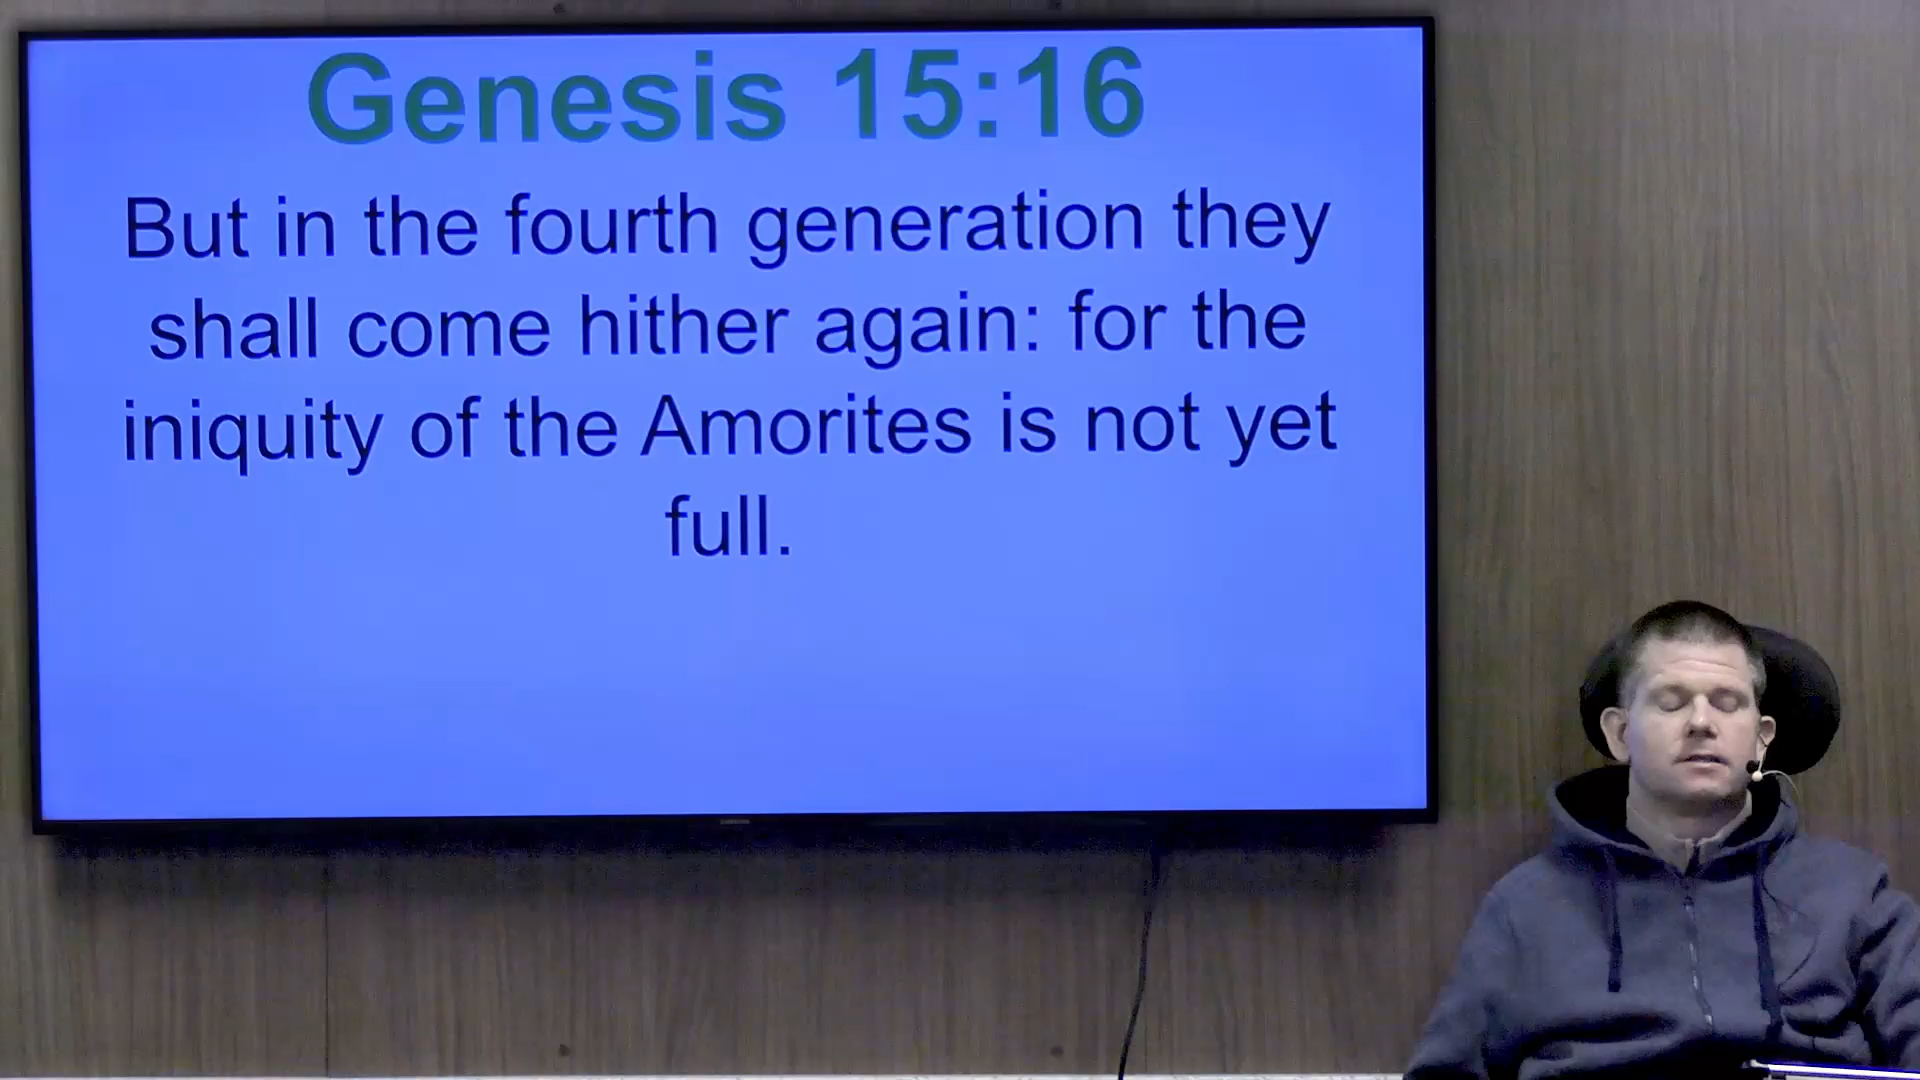 Genesis 15:16
But in the fourth generation they
shall come hither again: for the
iniquity of the Amorites is not yet
full.